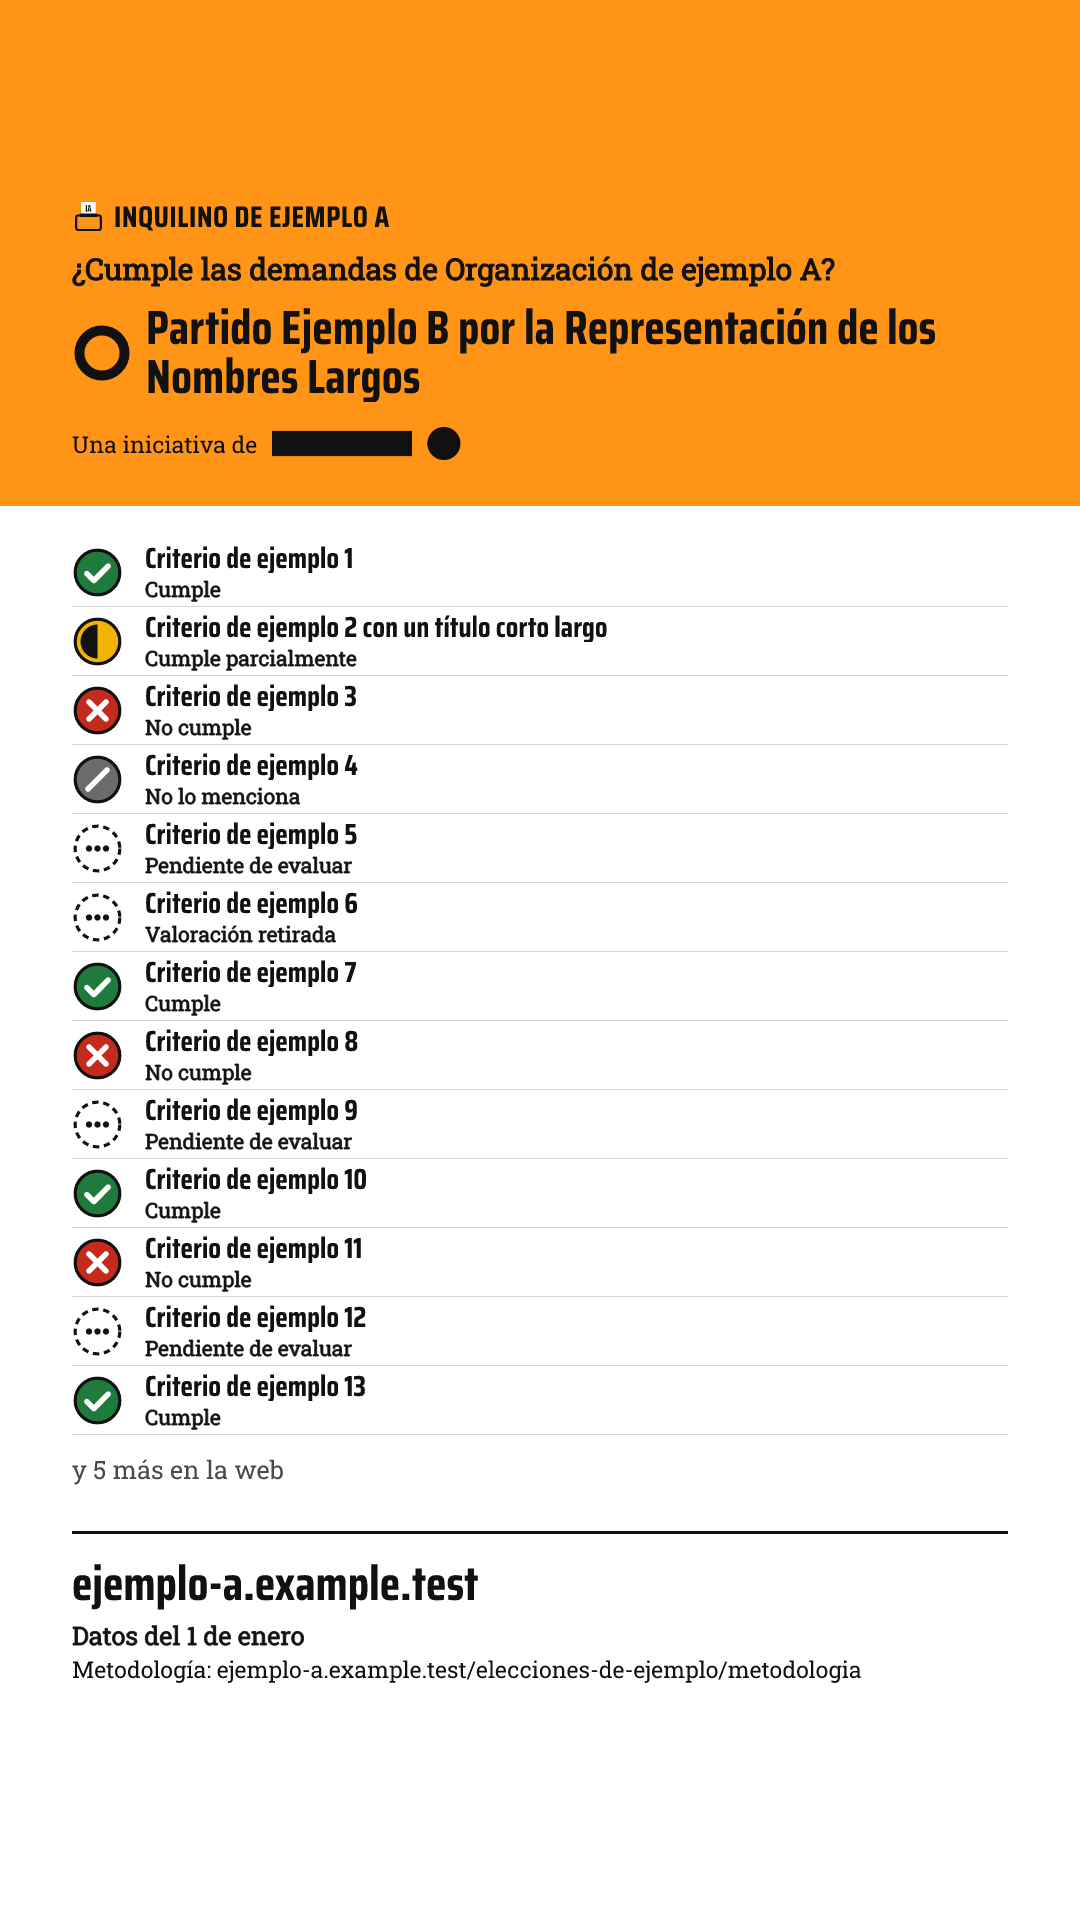 IA
INQUILINO DE EJEMPLO A
¿Cumple las demandas de Organización de ejemplo A?
Partido Ejemplo B por la Representación de los
Nombres Largos
Una iniciativa de
Criterio de ejemplo 1
Cumple
Criterio de ejemplo 2 con un título corto largo
Cumple parcialmente
Criterio de ejemplo 3
No cumple
Criterio de ejemplo 4
No lo menciona
Criterio de ejemplo 5
Pendiente de evaluar
Criterio de ejemplo 6
Valoración retirada
Criterio de ejemplo 7
Cumple
Criterio de ejemplo 8
No cumple
Criterio de ejemplo 9
Pendiente de evaluar
Criterio de ejemplo 10
Cumple
Criterio de ejemplo 11
No cumple
Criterio de ejemplo 12
Pendiente de evaluar
Criterio de ejemplo 13
Cumple
y 5 más en la web
ejemplo-a.example.test
Datos del 1 de enero
Metodología: ejemplo-a.example.test/elecciones-de-ejemplo/metodologia